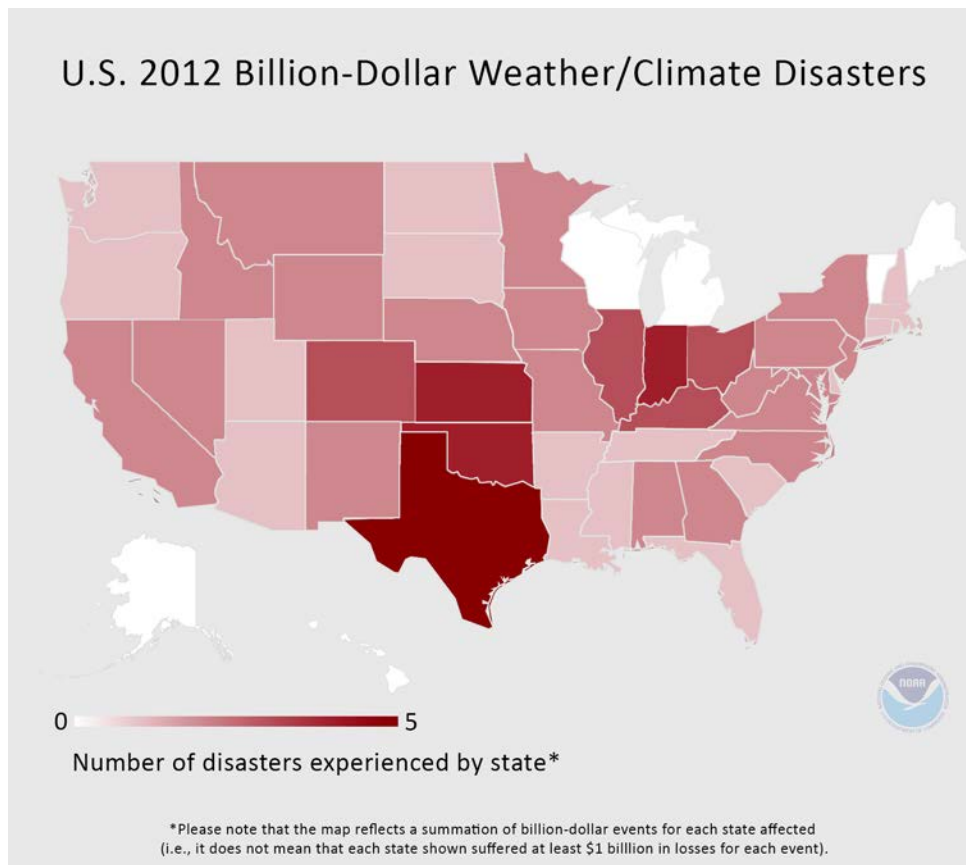 U.S. 2012 Billion-Dollar Weather/Climate Disasters
NOAA
0 5
Number of disasters experienced by state*
*Please note that the map reflects a summation of billion-dollar events for each state affected
(i.e., it does not mean that each state shown suffered at least $1 billlion in losses for each event).